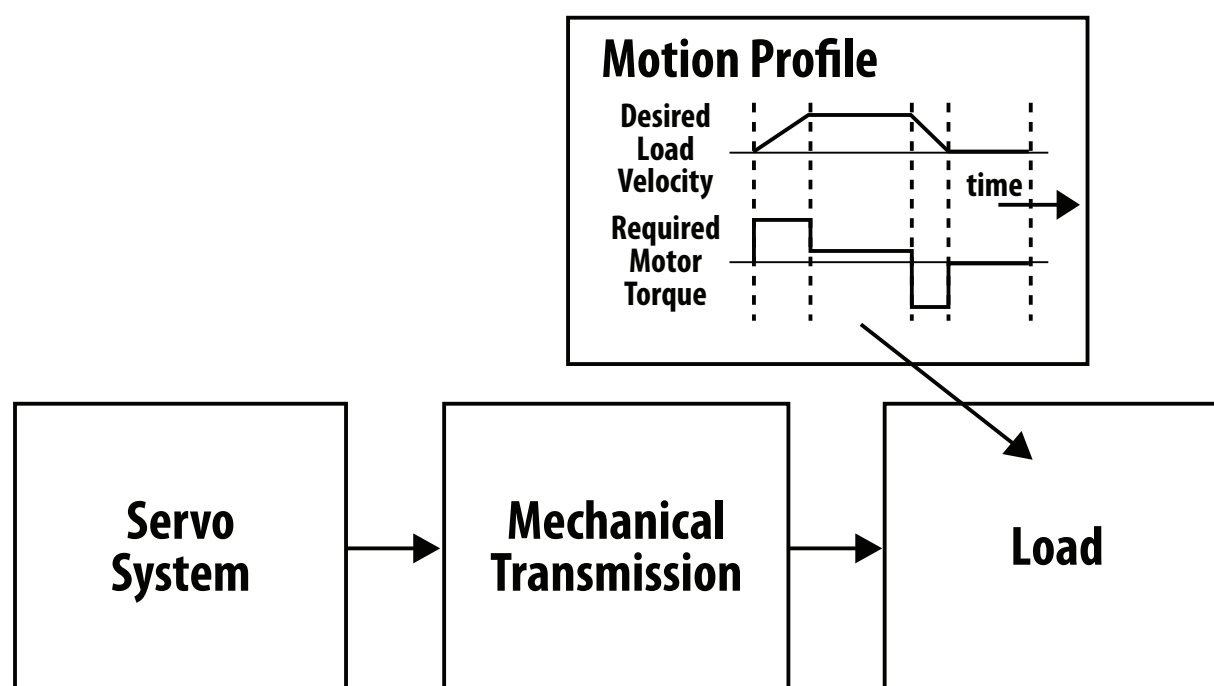 Motion Profile
Desired
Load
Velocity
time
Required
Motor
Torque
Servo
System
Mechanical
Transmission
Load